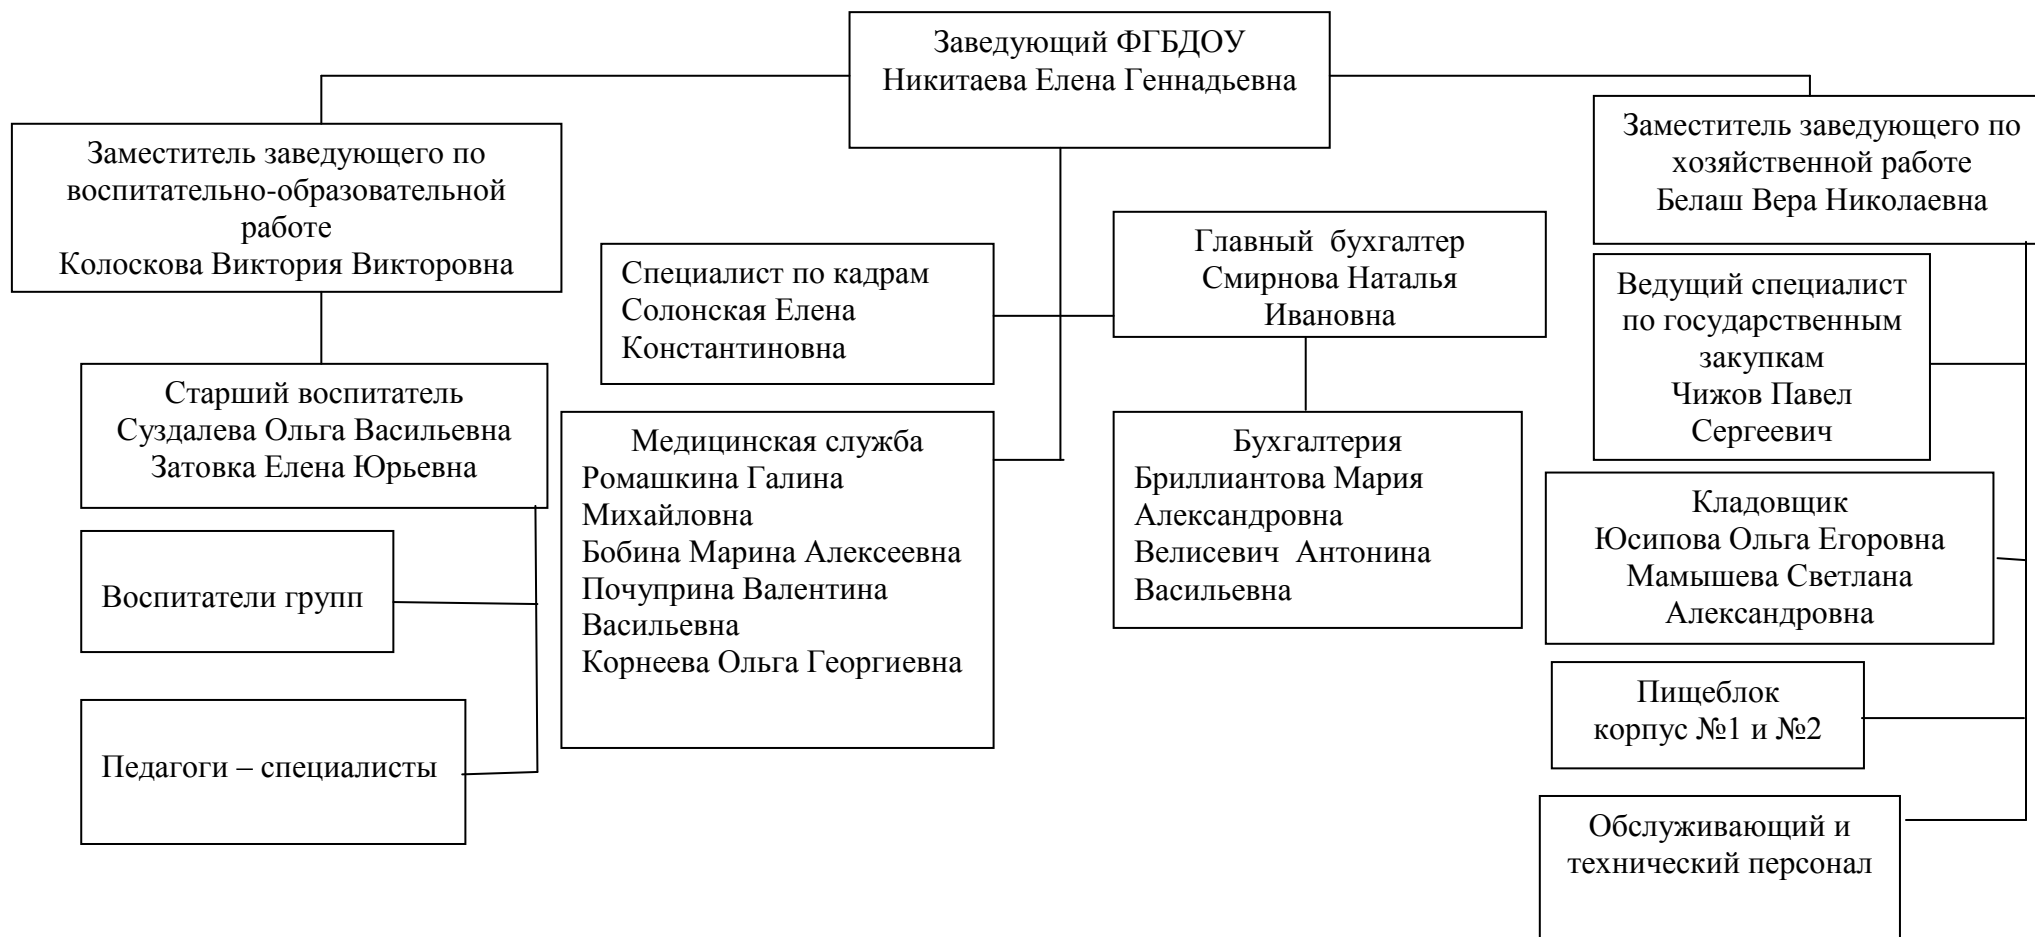 Заведующий ФГБДОУ
Никитаева Елена Геннадьевна
Заместитель заведующего по
воспитательно-образовательной
работе
Колоскова Виктория Викторовна
Заместитель заведующего по
хозяйственной работе
Белаш Вера Николаевна
Специалист по кадрам
Солонская Елена
Константиновна
Главный  бухгалтер
Смирнова Наталья
Ивановна
Ведущий специалист
по государственным
закупкам
Чижов Павел
Сергеевич
Старший воспитатель
Суздалева Ольга Васильевна
Затовка Елена Юрьевна
Медицинская служба
Ромашкина Галина
Михайловна
Бобина Марина Алексеевна
Почуприна Валентина
Васильевна
Корнеева Ольга Георгиевна
Бухгалтерия
Бриллиантова Мария
Александровна
Велисевич  Антонина
Васильевна
Кладовщик
Юсипова Ольга Егоровна
Мамышева Светлана
Александровна
Воспитатели групп
Пищеблок
корпус №1 и №2
Педагоги – специалисты
Обслуживающий и
технический персонал